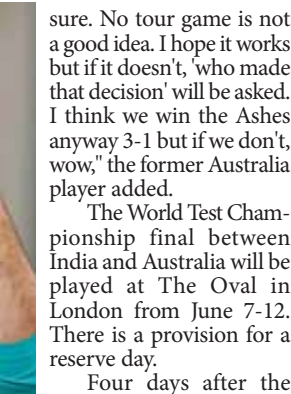 sure. No tour game is not
a good idea. I hope it works
but if it doesn't, 'who made
that decision' will be asked.
I think we win the Ashes
anyway 3-1 but if we don't,
wow," the former Australia
player added.
The World Test Cham-
pionship final between
India and Australia will be
played at The Oval in
London from June 7-12.
There is a provision for a
reserve day.
Four days after the